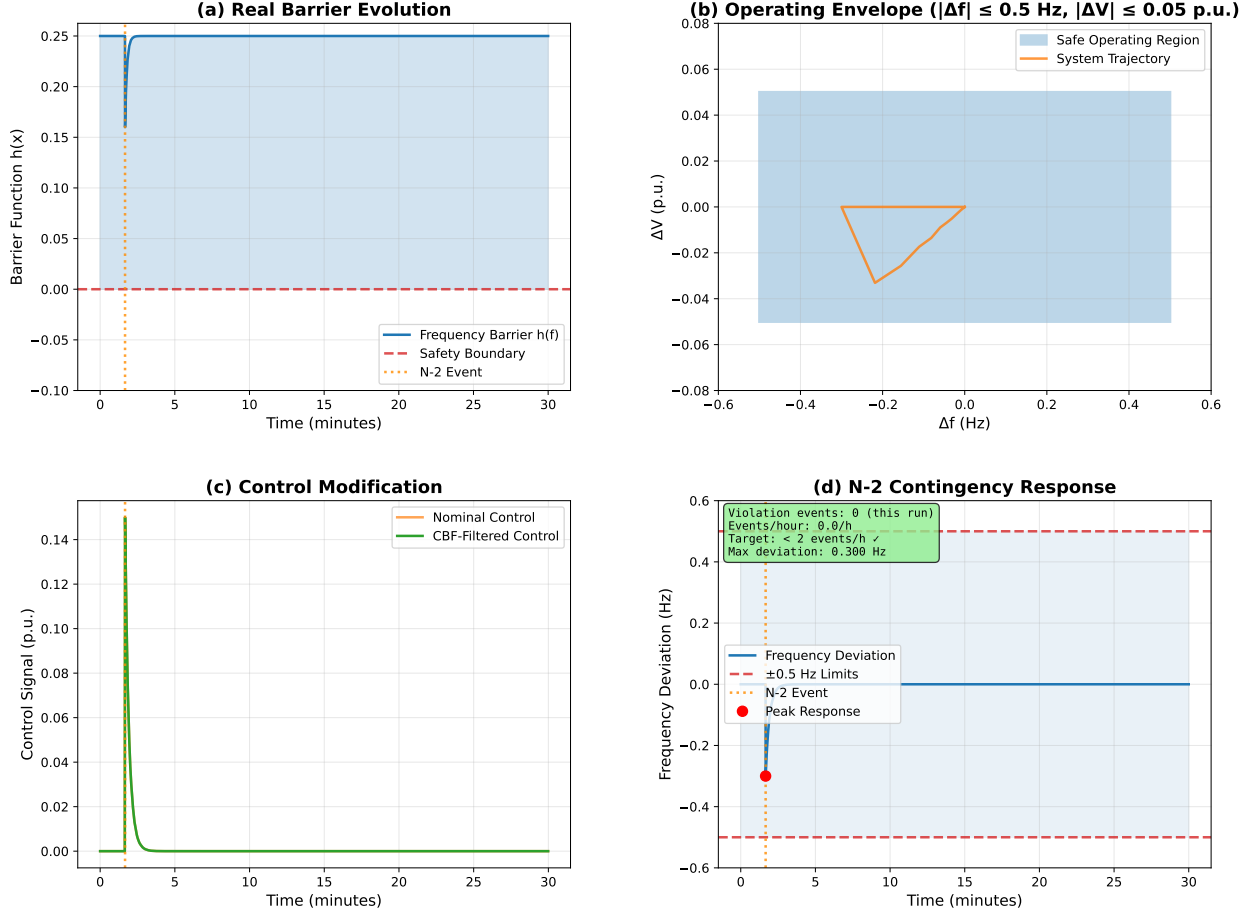 (a) Real Barrier Evolution
0.25
0.20
0.15
0.10
0.05
0.00
−0.05
−0.10
Barrier Function h(x)
Frequency Barrier h(f)
Safety Boundary
N-2 Event
0
5
10
15
20
25
30
Time (minutes)
(b) Operating Envelope (|Δf| ≤ 0.5 Hz, |ΔV| ≤ 0.05 p.u.)
0.08
0.06
0.04
0.02
0.00
−0.02
−0.04
−0.06
−0.08
ΔV (p.u.)
Safe Operating Region
System Trajectory
−0.6
−0.4
−0.2
0.0
0.2
0.4
0.6
Δf (Hz)
(c) Control Modification
0.14
0.12
0.10
0.08
0.06
0.04
0.02
0.00
Control Signal (p.u.)
Nominal Control
CBF-Filtered Control
0
5
10
15
20
25
30
Time (minutes)
(d) N-2 Contingency Response
0.6
0.4
0.2
0.0
−0.2
−0.4
−0.6
Frequency Deviation (Hz)
Violation events: 0 (this run)
Events/hour: 0.0/h
Target: < 2 events/h ✓
Max deviation: 0.300 Hz
Frequency Deviation
±0.5 Hz Limits
N-2 Event
Peak Response
0
5
10
15
20
25
30
Time (minutes)